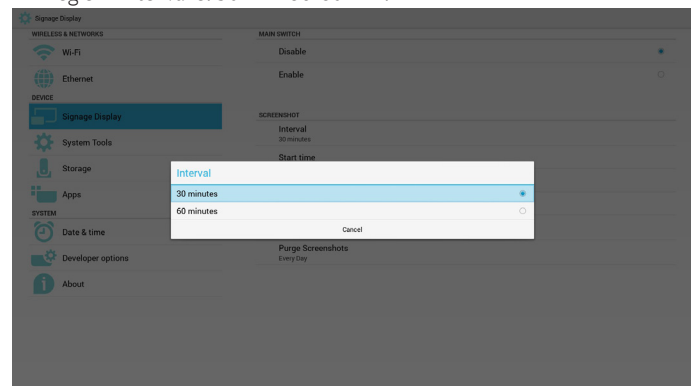 Signage Display
WIRELESS & NETWORKS
Wi-Fi
Ethernet
DEVICE
Signage Display
System Tools
Storage
Apps
SYSTEM
Date & time
Developer options
About
MAIN SWITCH
Disable
Enable
SCREENSHOT
Interval
30 minutes
Start time
Interval
30 minutes
60 minutes
Cancel
Purge Screenshots
Every Day